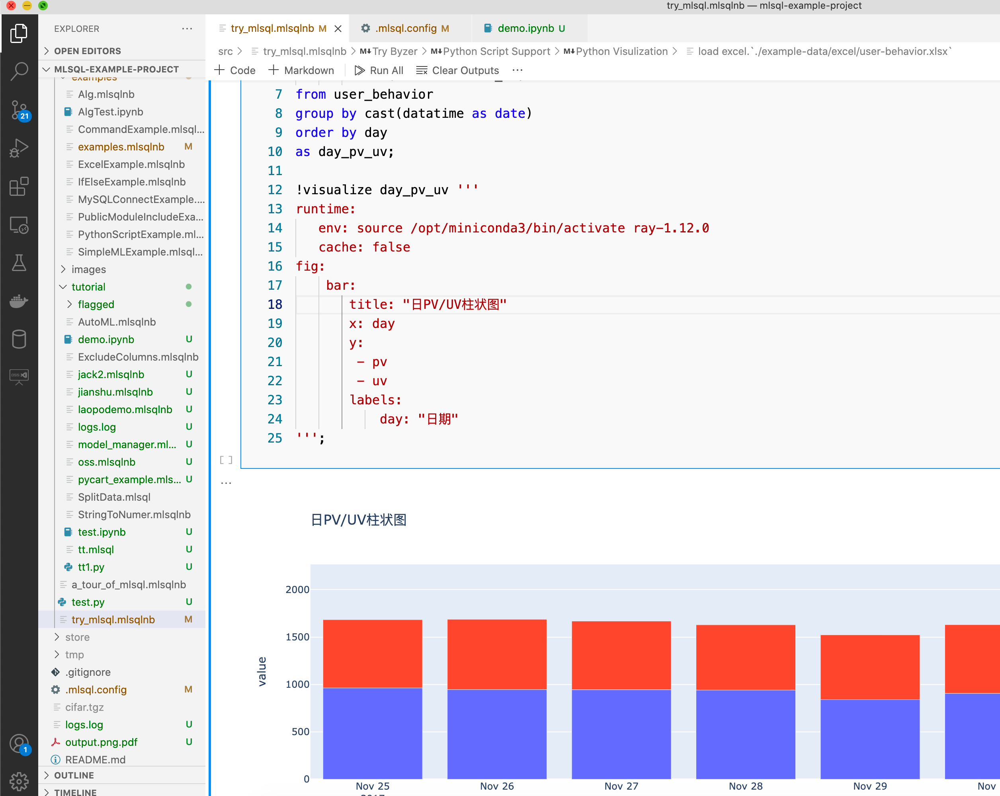 try_mlsql.mlsqlnb — mlsql-example-project
EXPLORER
OPEN EDITORS
MLSQL-EXAMPLE-PROJECT
examples
Alg.mlsqlnb
AlgTest.ipynb
CommandExample.mlsql...
examples.mlsqlnb M
ExcelExample.mlsqlnb
IfElseExample.mlsqlnb
MySQLConnectExample....
PublicModuleIncludeExa...
PythonScriptExample.ml...
SimpleMLExample.mlsql...
images
tutorial
flagged
AutoML.mlsqlnb
demo.ipynb U
ExcludeColumns.mlsqlnb
jack2.mlsqlnb U
jianshu.mlsqlnb U
laopodemo.mlsqlnb U
logs.log U
model_manager.ml... U
oss.mlsqlnb U
pycart_example.mls... U
SplitData.mlsql
StringToNumer.mlsqlnb
test.ipynb U
tt.mlsql U
tt1.py U
a_tour_of_mlsql.mlsqlnb
test.py U
try_mlsql.mlsqlnb M
store
tmp
.gitignore
.mlsql.config M
cifar.tgz
logs.log U
output.png.pdf U
README.md
OUTLINE
TIMELINE
21
OSS
1
try_mlsql.mlsqlnb M
.mlsql.config M
demo.ipynb U
src > try_mlsql.mlsqlnb > M↓Try Byzer > M↓Python Script Support > M↓Python Visulization > load excel.`./example-data/excel/user-behavior.xlsx`
+ Code + Markdown Run All Clear Outputs ...
7 from user_behavior
8 group by cast(datatime as date)
9 order by day
10 as day_pv_uv;
11
12 !visualize day_pv_uv '''
13 runtime:
14 env: source /opt/miniconda3/bin/activate ray-1.12.0
15 cache: false
16 fig:
17 bar:
18 title: "日PV/UV柱状图"
19 x: day
20 y:
21 - pv
22 - uv
23 labels:
24 day: "日期"
25 ''';
[ ]
...
日PV/UV柱状图
2000
1500
1000
500
0
value
Nov 25
Nov 26
Nov 27
Nov 28
Nov 29
Nov
2017